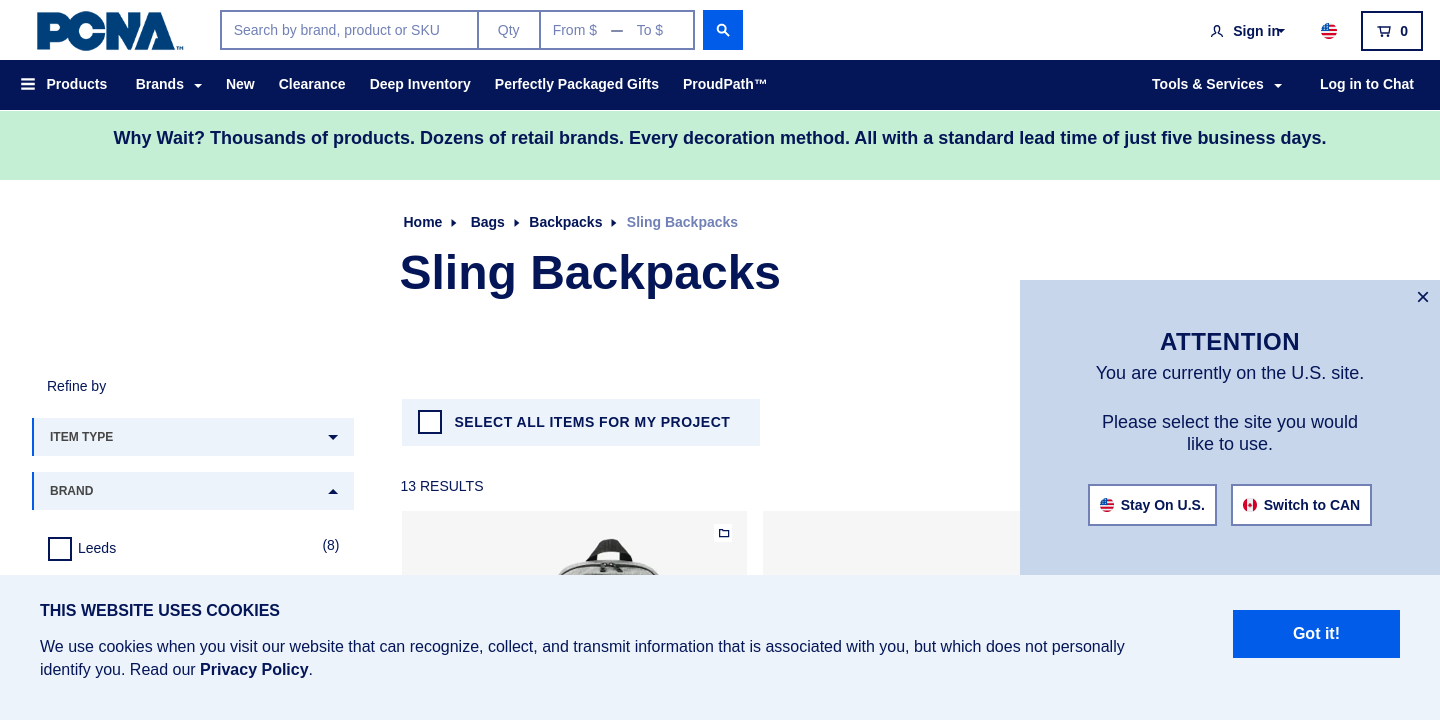 PCNA™
Search by brand, product or SKU
Qty
From $ — To $
Sign in
0
Products
Brands
New
Clearance
Deep Inventory
Perfectly Packaged Gifts
ProudPath™
Tools & Services
Log in to Chat
Why Wait? Thousands of products. Dozens of retail brands. Every decoration method. All with a standard lead time of just five business days.
Home
Bags
Backpacks
Sling Backpacks
Sling Backpacks
×
ATTENTION
You are currently on the U.S. site.
Please select the site you would
like to use.
Stay On U.S.
Switch to CAN
Refine by
ITEM TYPE
BRAND
Leeds
(8)
SELECT ALL ITEMS FOR MY PROJECT
13 RESULTS
THIS WEBSITE USES COOKIES
We use cookies when you visit our website that can recognize, collect, and transmit information that is associated with you, but which does not personally
identify you. Read our Privacy Policy.
Got it!